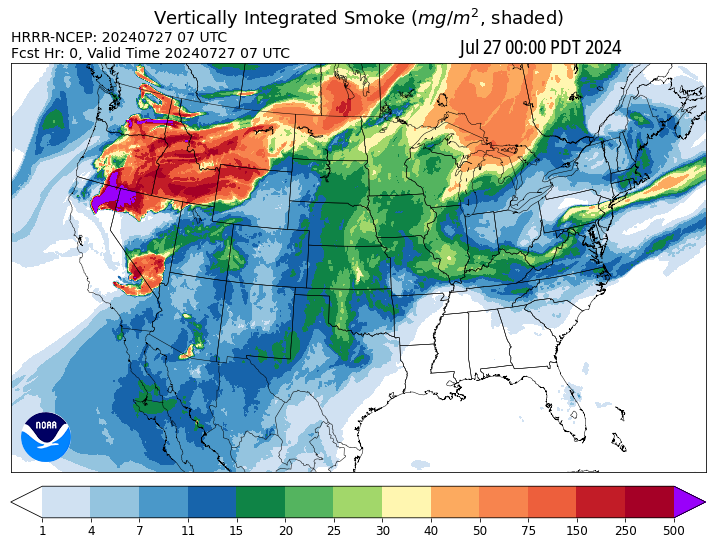 Vertically Integrated Smoke (mg/m², shaded)
HRRR-NCEP: 20240727 07 UTC
Fcst Hr: 0, Valid Time 20240727 07 UTC
Jul 27 00:00 PDT 2024
NOAA
1 4 7 11 15 20 25 30 40 50 75 150 250 500